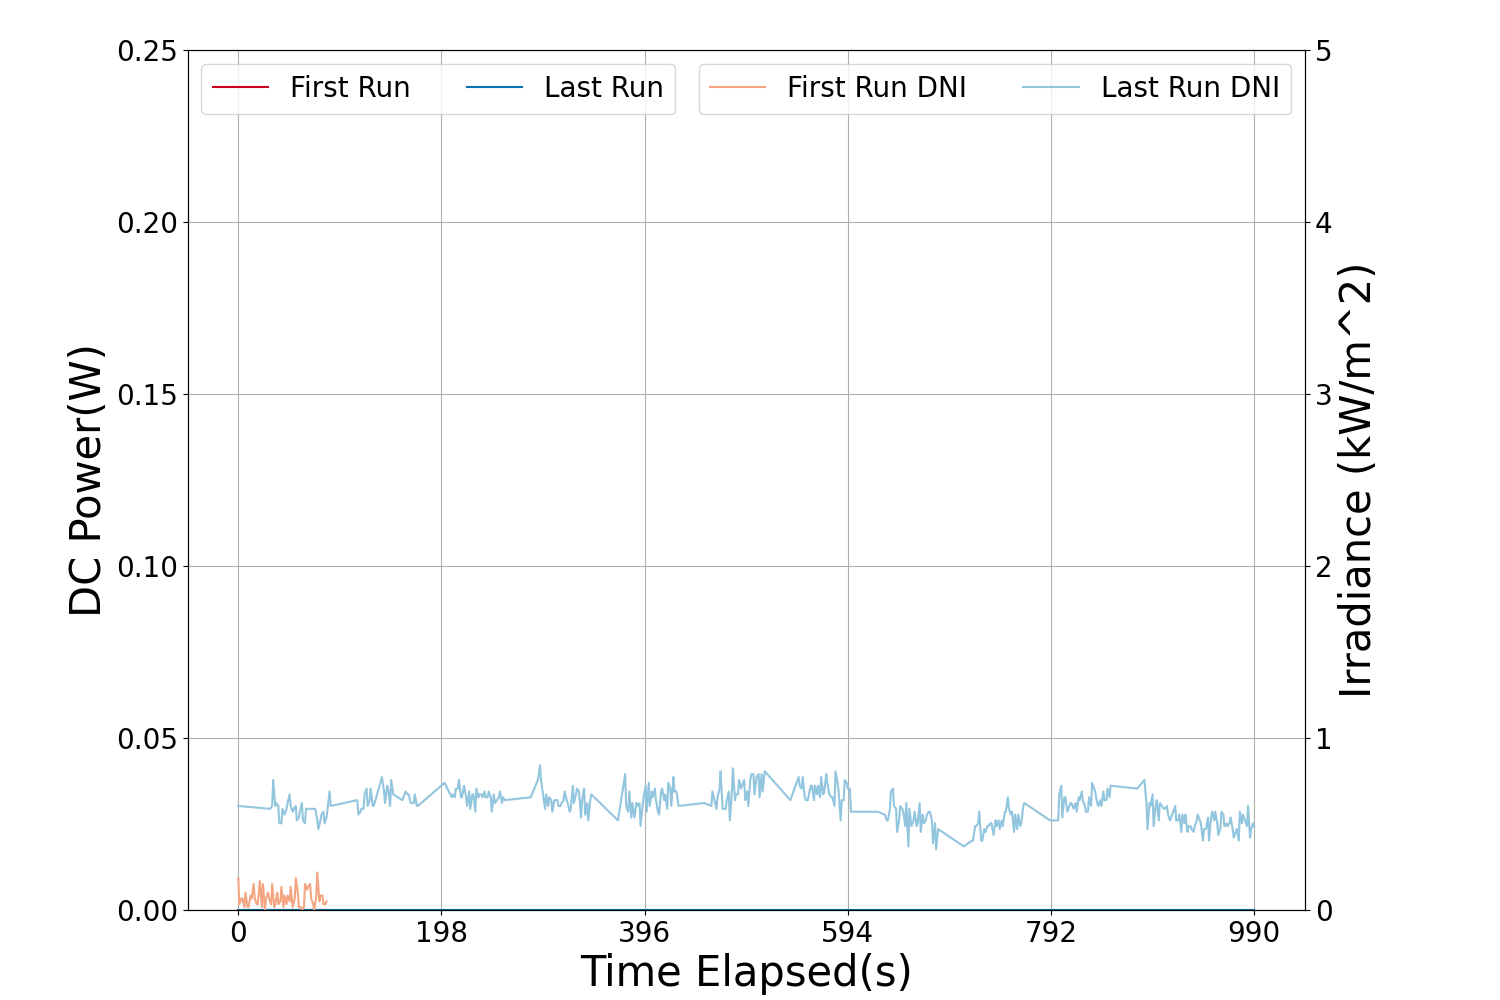 First Run
Last Run
First Run DNI
Last Run DNI
DC Power(W)
0.25
0.20
0.15
0.10
0.05
0.00
5
4
3
2
1
0
Irradiance (kW/m^2)
0 198 396 594 792 990
Time Elapsed(s)